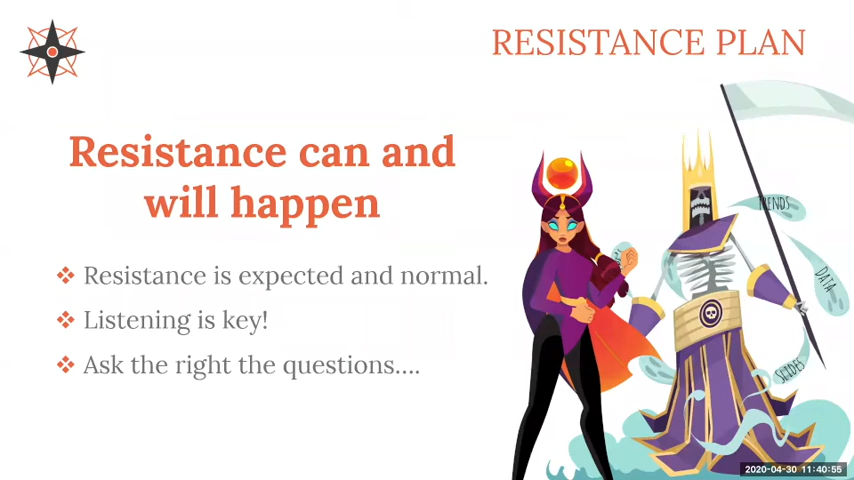 RESISTANCE PLAN
Resistance can and
will happen
❖ Resistance is expected and normal.
❖ Listening is key!
❖ Ask the right the questions....
TRENDS
DATA
SLIDES
2020-04-30 11:40:55